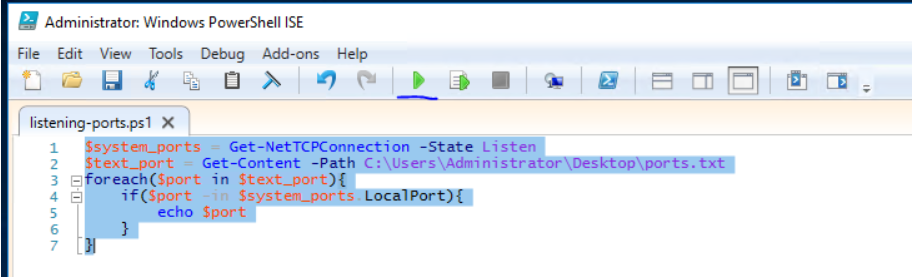 Administrator: Windows PowerShell ISE
File Edit View Tools Debug Add-ons Help
listening-ports.ps1 X
1 $system_ports = Get-NetTCPConnection -State Listen
2 $text_port = Get-Content -Path C:\Users\Administrator\Desktop\ports.txt
3 foreach($port in $text_port){
4 if($port -in $system_ports.LocalPort){
5 echo $port
6 }
7 }